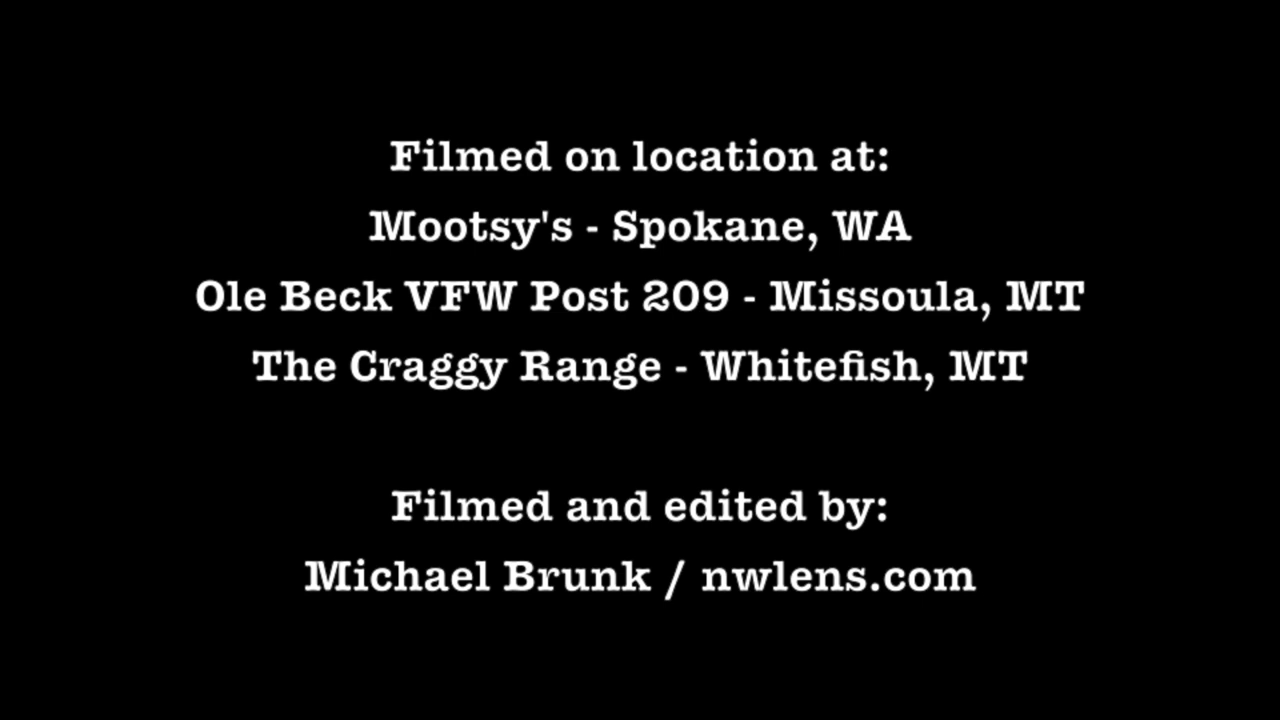 Filmed on location at:
Mootsy's - Spokane, WA
Ole Beck VFW Post 209 - Missoula, MT
The Craggy Range - Whitefish, MT
Filmed and edited by:
Michael Brunk / nwlens.com